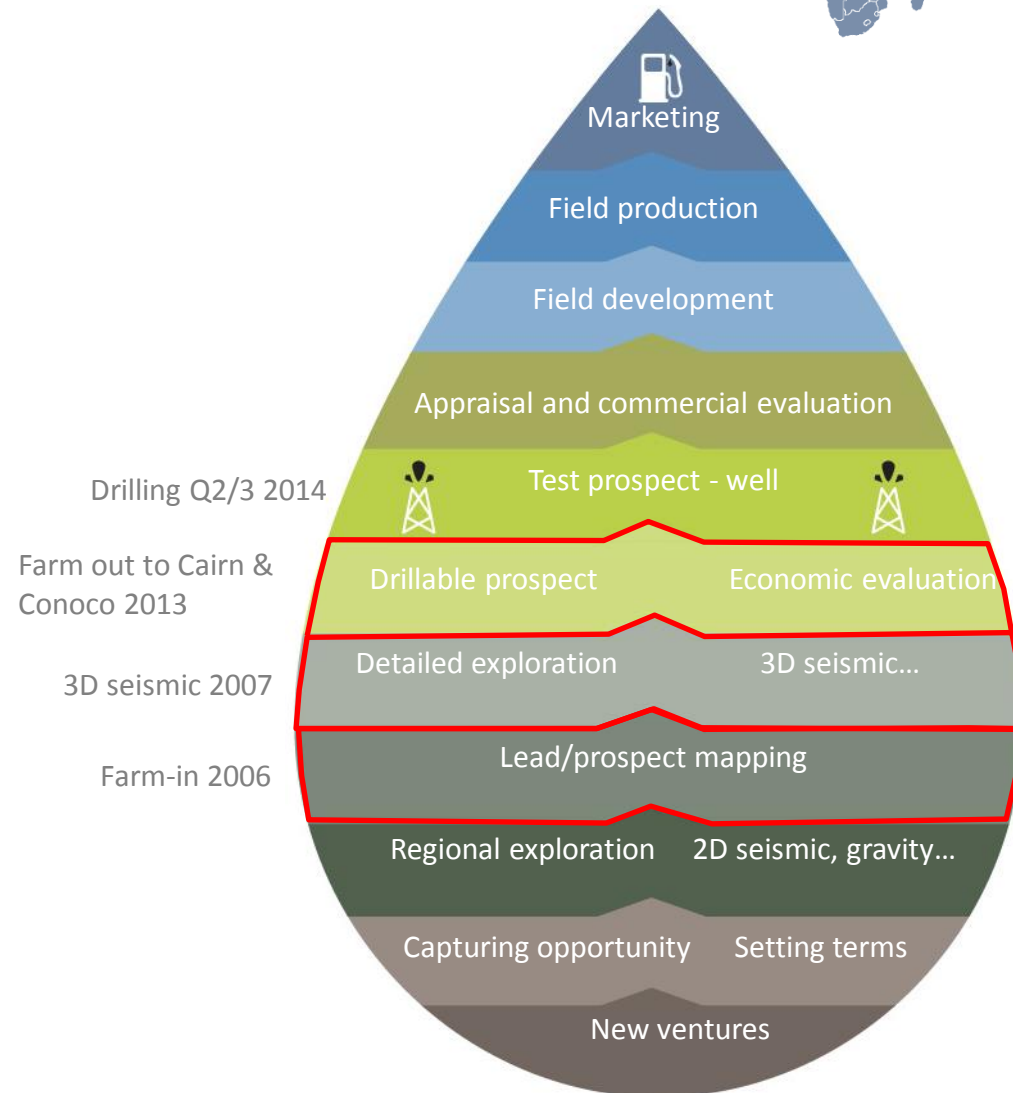 Marketing
Field production
Field development
Appraisal and commercial evaluation
Drilling Q2/3 2014
Test prospect - well
Farm out to Cairn &
Conoco 2013
Drillable prospect
Economic evaluation
3D seismic 2007
Detailed exploration
3D seismic…
Farm-in 2006
Lead/prospect mapping
Regional exploration
2D seismic, gravity…
Capturing opportunity
Setting terms
New ventures